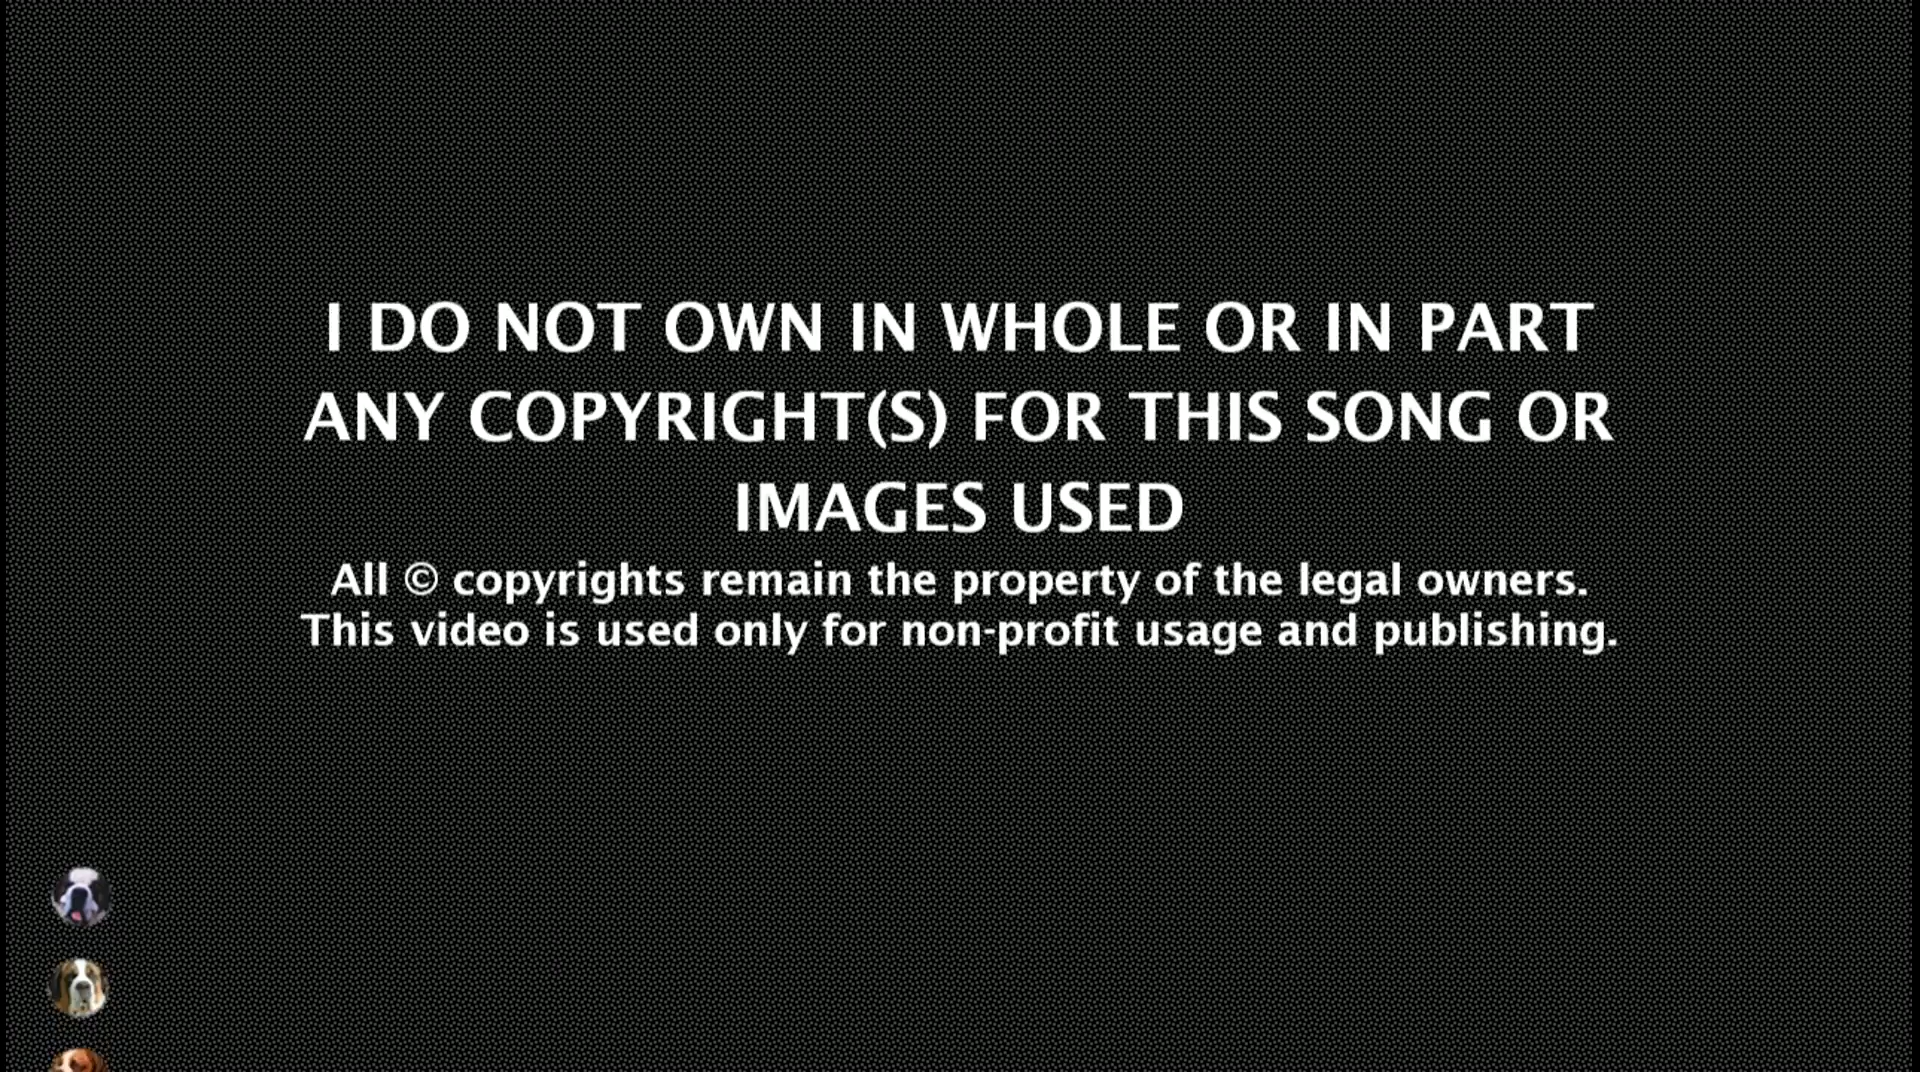 I DO NOT OWN IN WHOLE OR IN PART
ANY COPYRIGHT(S) FOR THIS SONG OR
IMAGES USED
All © copyrights remain the property of the legal owners.
This video is used only for non-profit usage and publishing.